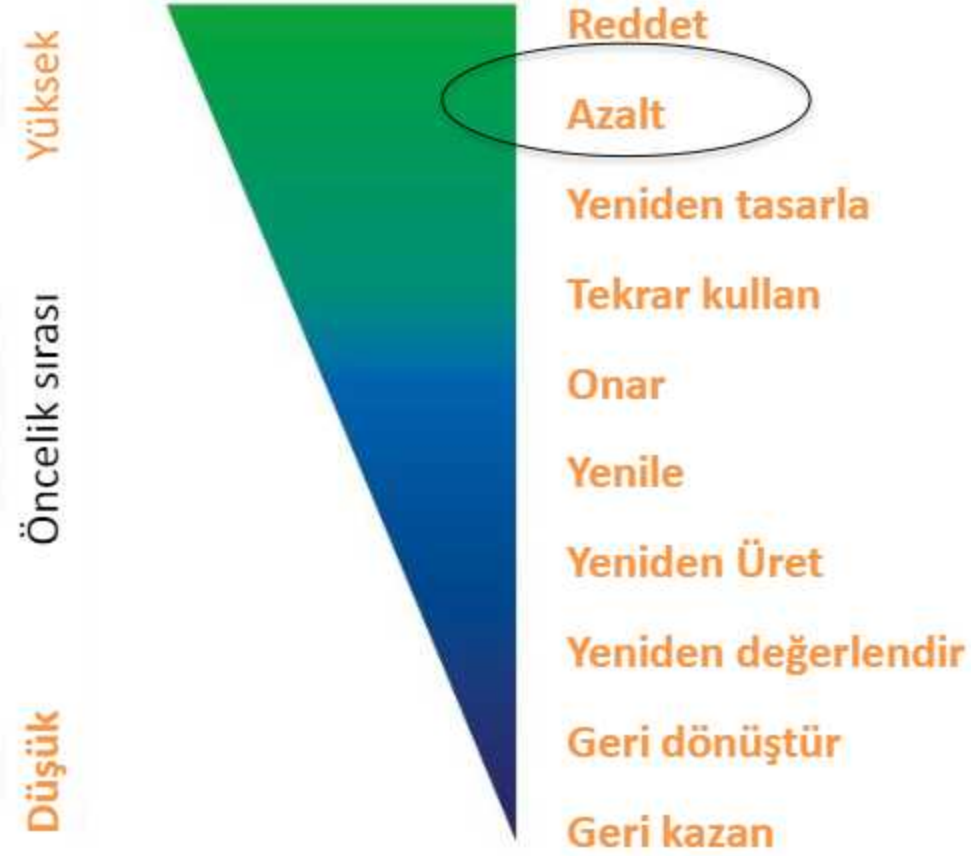 Yüksek
Öncelik sırası
Düşük
Reddet
Azalt
Yeniden tasarla
Tekrar kullan
Onar
Yenile
Yeniden Üret
Yeniden değerlendir
Geri dönüştür
Geri kazan